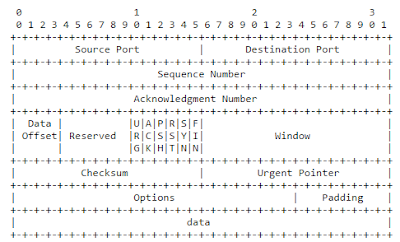 0                   1                   2                   3
0 1 2 3 4 5 6 7 8 9 0 1 2 3 4 5 6 7 8 9 0 1 2 3 4 5 6 7 8 9 0 1
+-+-+-+-+-+-+-+-+-+-+-+-+-+-+-+-+-+-+-+-+-+-+-+-+-+-+-+-+-+-+-+-+
|          Source Port          |       Destination Port        |
+-+-+-+-+-+-+-+-+-+-+-+-+-+-+-+-+-+-+-+-+-+-+-+-+-+-+-+-+-+-+-+-+
|                        Sequence Number                        |
+-+-+-+-+-+-+-+-+-+-+-+-+-+-+-+-+-+-+-+-+-+-+-+-+-+-+-+-+-+-+-+-+
|                    Acknowledgment Number                      |
+-+-+-+-+-+-+-+-+-+-+-+-+-+-+-+-+-+-+-+-+-+-+-+-+-+-+-+-+-+-+-+-+
|  Data |           |U|A|P|R|S|F|                               |
| Offset| Reserved  |R|C|S|S|Y|I|            Window             |
|       |           |G|K|H|T|N|N|                               |
+-+-+-+-+-+-+-+-+-+-+-+-+-+-+-+-+-+-+-+-+-+-+-+-+-+-+-+-+-+-+-+-+
|           Checksum            |         Urgent Pointer        |
+-+-+-+-+-+-+-+-+-+-+-+-+-+-+-+-+-+-+-+-+-+-+-+-+-+-+-+-+-+-+-+-+
|                    Options                    |    Padding    |
+-+-+-+-+-+-+-+-+-+-+-+-+-+-+-+-+-+-+-+-+-+-+-+-+-+-+-+-+-+-+-+-+
|                             data                              |
+-+-+-+-+-+-+-+-+-+-+-+-+-+-+-+-+-+-+-+-+-+-+-+-+-+-+-+-+-+-+-+-+